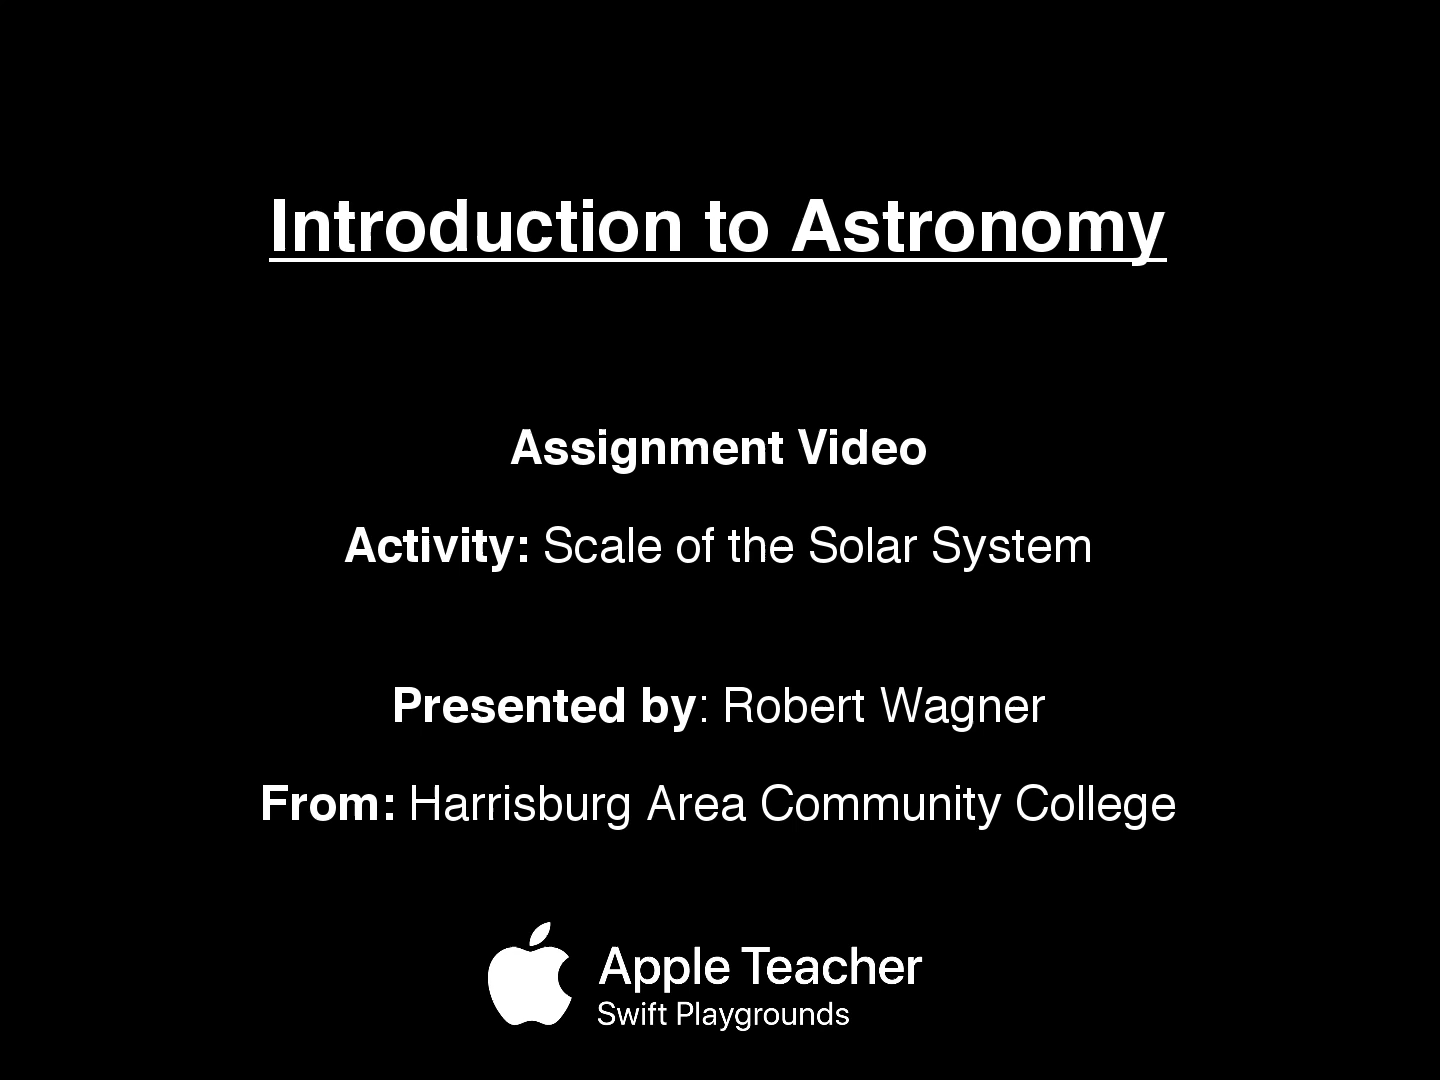 Introduction to Astronomy
Assignment Video
Activity: Scale of the Solar System
Presented by: Robert Wagner
From: Harrisburg Area Community College
Apple Teacher
Swift Playgrounds